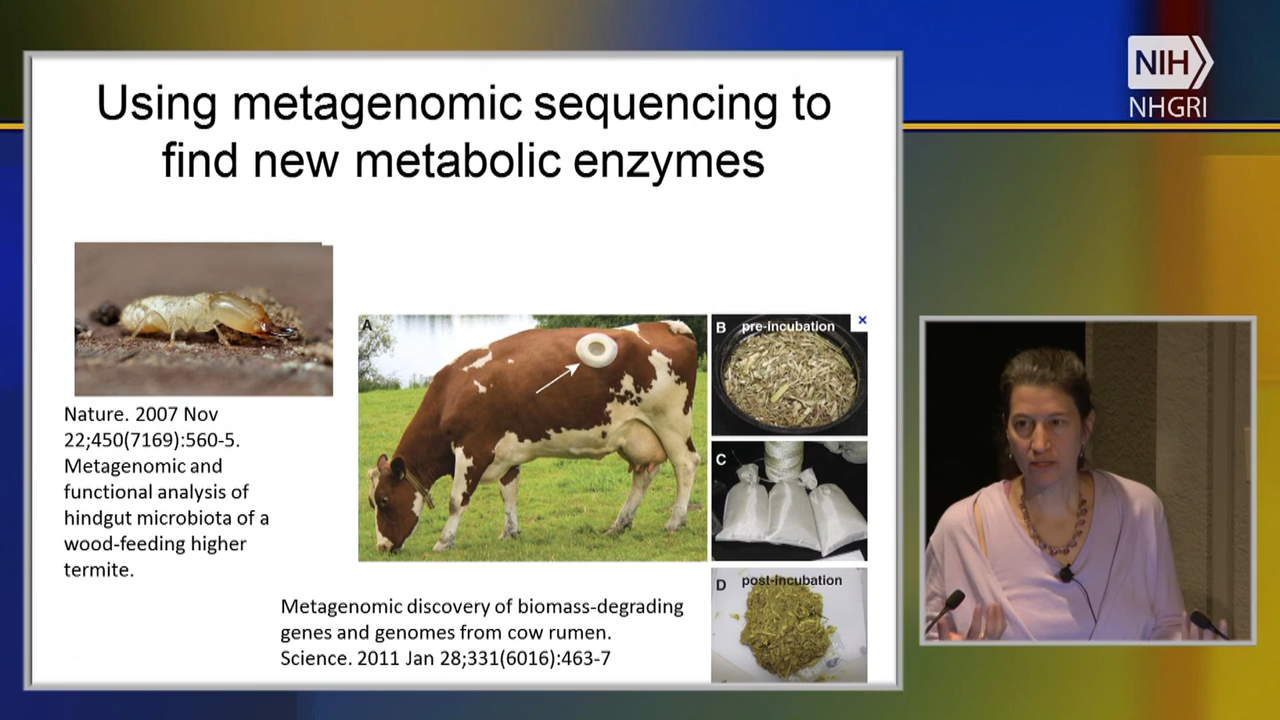 Using metagenomic sequencing to
find new metabolic enzymes
Nature. 2007 Nov
22;450(7169):560-5.
Metagenomic and
functional analysis of
hindgut microbiota of a
wood-feeding higher
termite.
A
B pre-incubation
C
D post-incubation
Metagenomic discovery of biomass-degrading
genes and genomes from cow rumen.
Science. 2011 Jan 28;331(6016):463-7
NIH
NHGRI